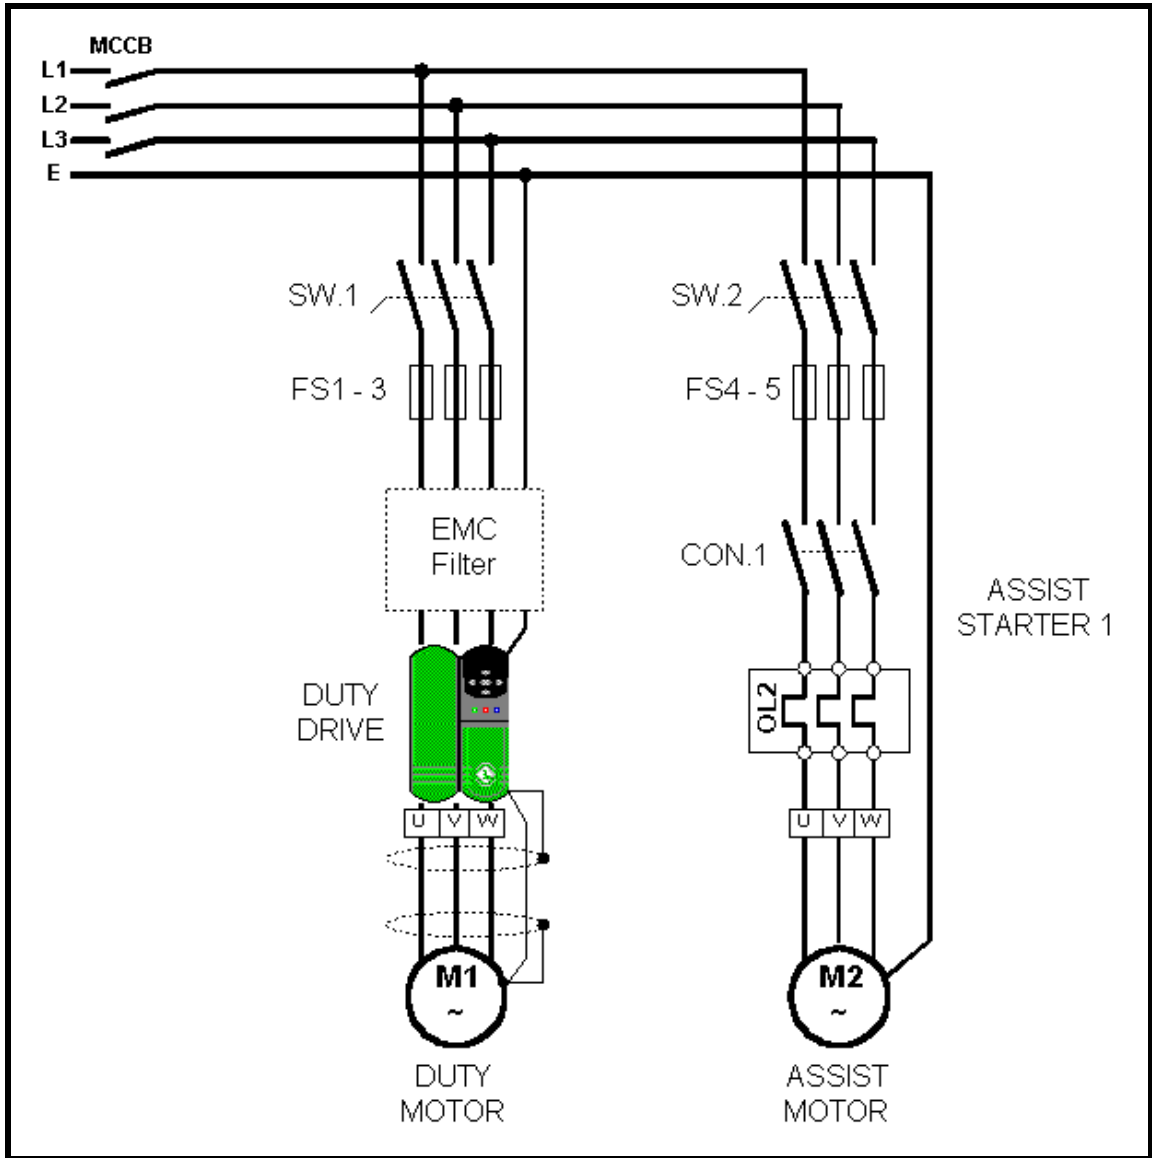 MCCB
L1
L2
L3
E
SW.1
SW.2
FS1 - 3
FS4 - 5
EMC
Filter
CON.1
ASSIST
STARTER 1
DUTY
DRIVE
OL2
U V W
U V W
M1
~
M2
~
DUTY
MOTOR
ASSIST
MOTOR